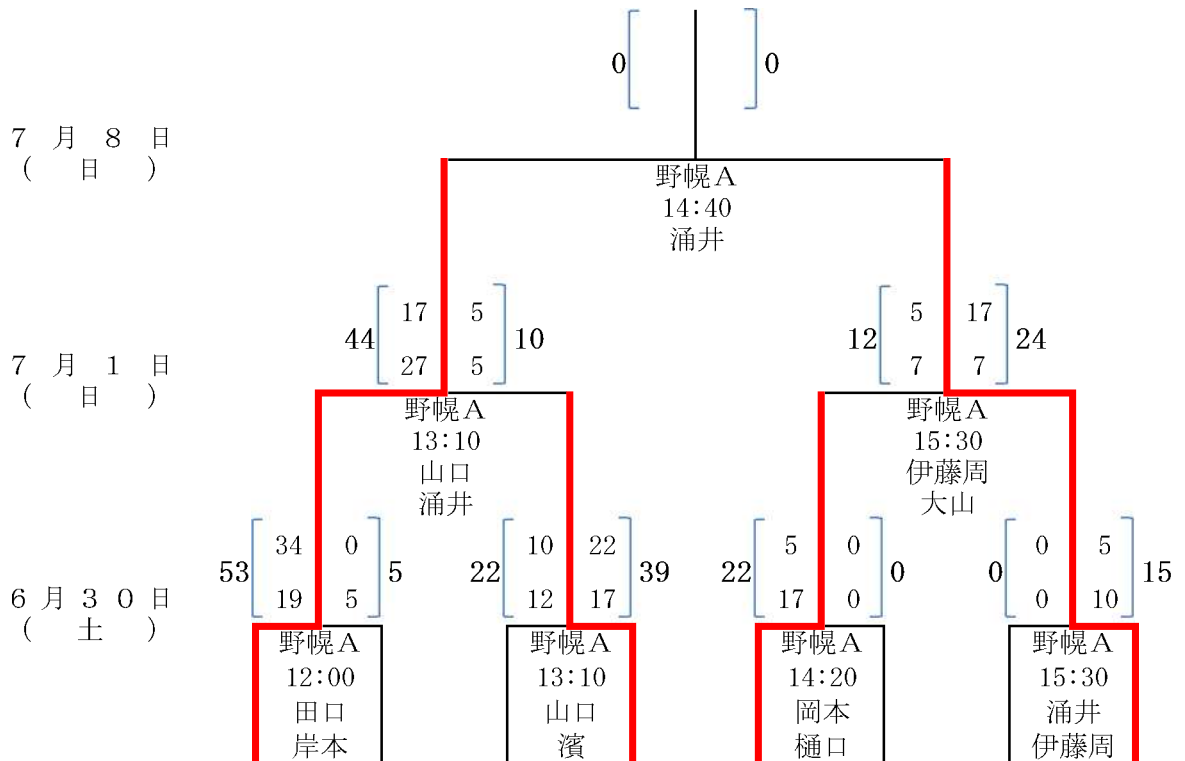 0 0
7 月 8 日
( 日 )
野幌A
14:40
涌井
17 5 5 17
44 10 12 24
27 5 7 7
7 月 1 日
( 日 )
野幌A 野幌A
13:10 15:30
山口 伊藤周
涌井 大山
34 0 10 22 5 0 0 5
53 5 22 39 22 0 0 15
19 5 12 17 17 0 0 10
6 月 3 0 日
( 土 )
野幌A 野幌A 野幌A 野幌A
12:00 13:10 14:20 15:30
田口 山口 岡本 涌井
岸本 濱 樋口 伊藤周